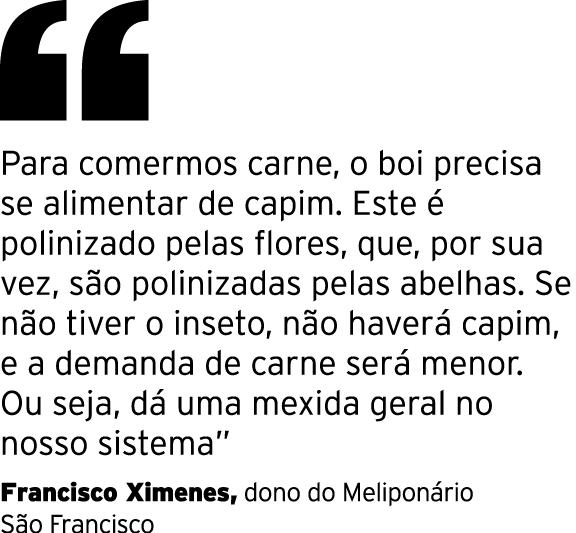 “
Para comermos carne, o boi precisa
se alimentar de capim. Este é
polinizado pelas flores, que, por sua
vez, são polinizadas pelas abelhas. Se
não tiver o inseto, não haverá capim,
e a demanda de carne será menor.
Ou seja, dá uma mexida geral no
nosso sistema”
Francisco Ximenes, dono do Meliponário
São Francisco